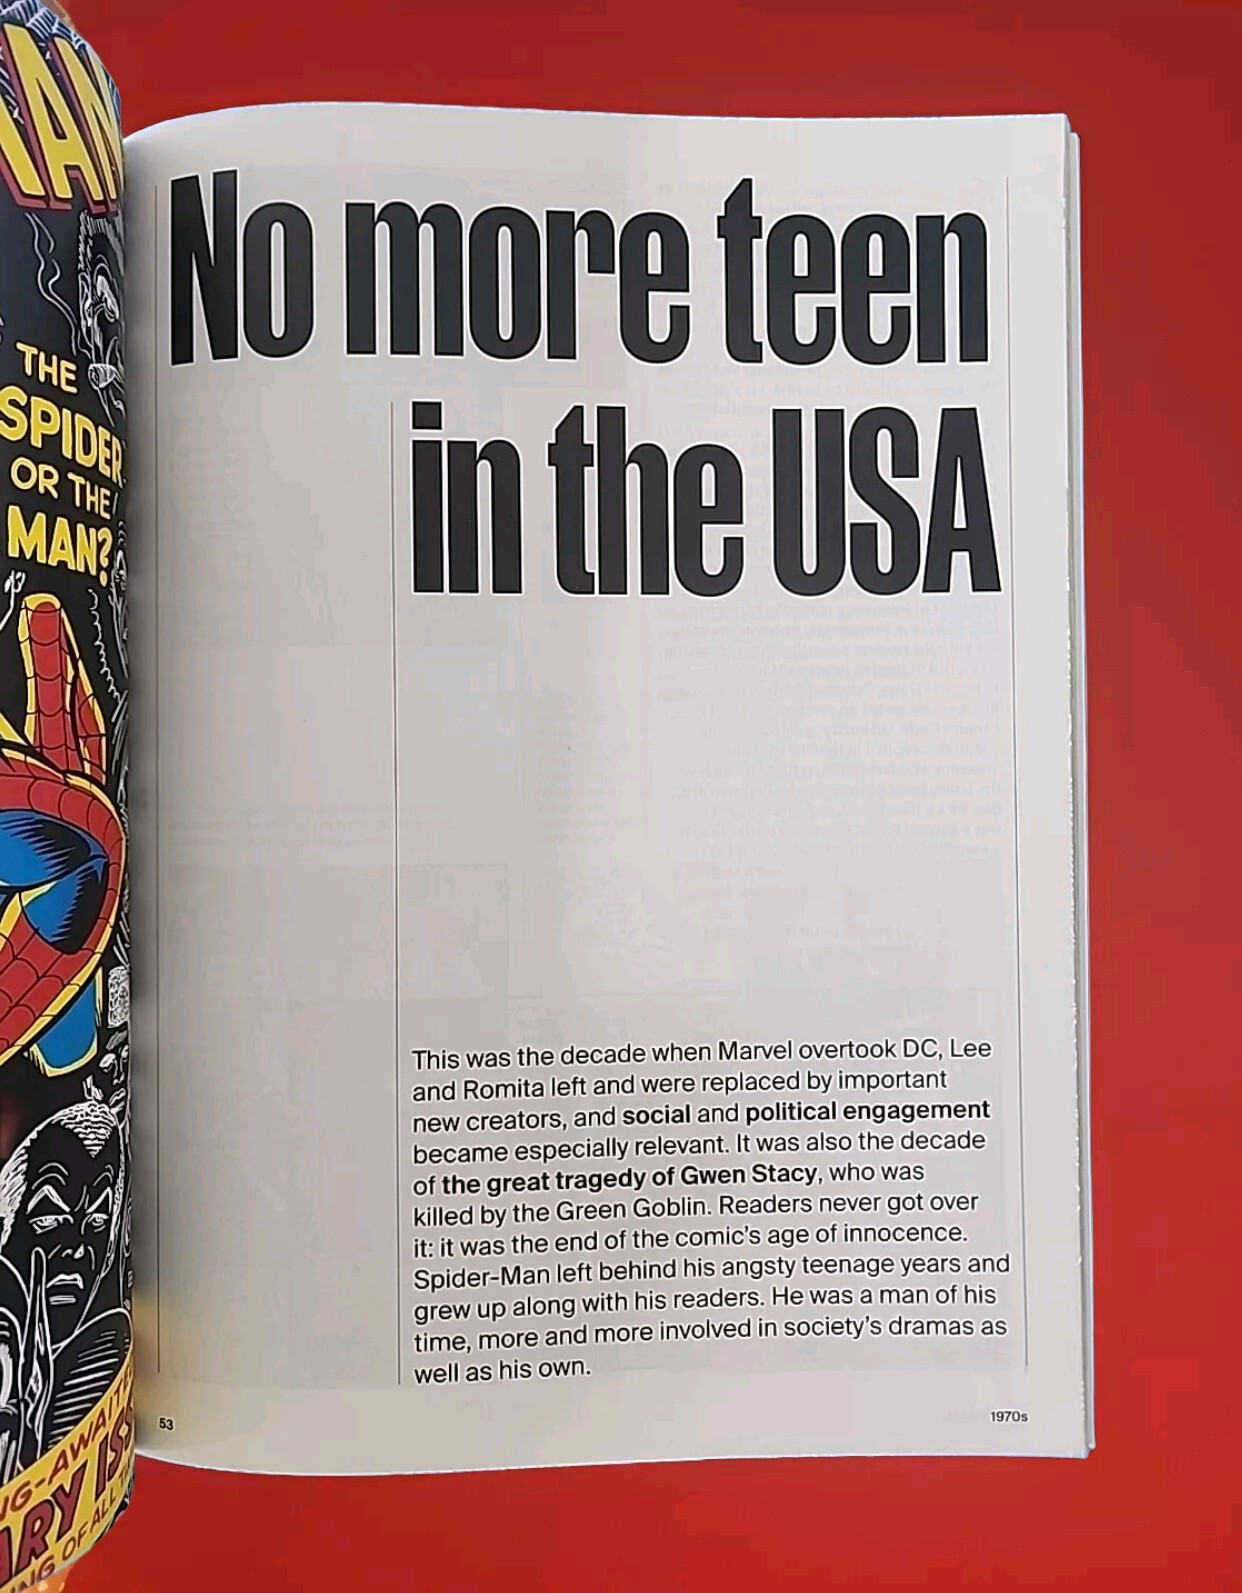 THE
SPIDER
OR THE
MAN?
No more teen
in the USA
This was the decade when Marvel overtook DC, Lee
and Romita left and were replaced by important
new creators, and social and political engagement
became especially relevant. It was also the decade
of the great tragedy of Gwen Stacy, who was
killed by the Green Goblin. Readers never got over
it: it was the end of the comic's age of innocence.
Spider-Man left behind his angsty teenage years and
grew up along with his readers. He was a man of his
time, more and more involved in society's dramas as
well as his own.
53
1970s